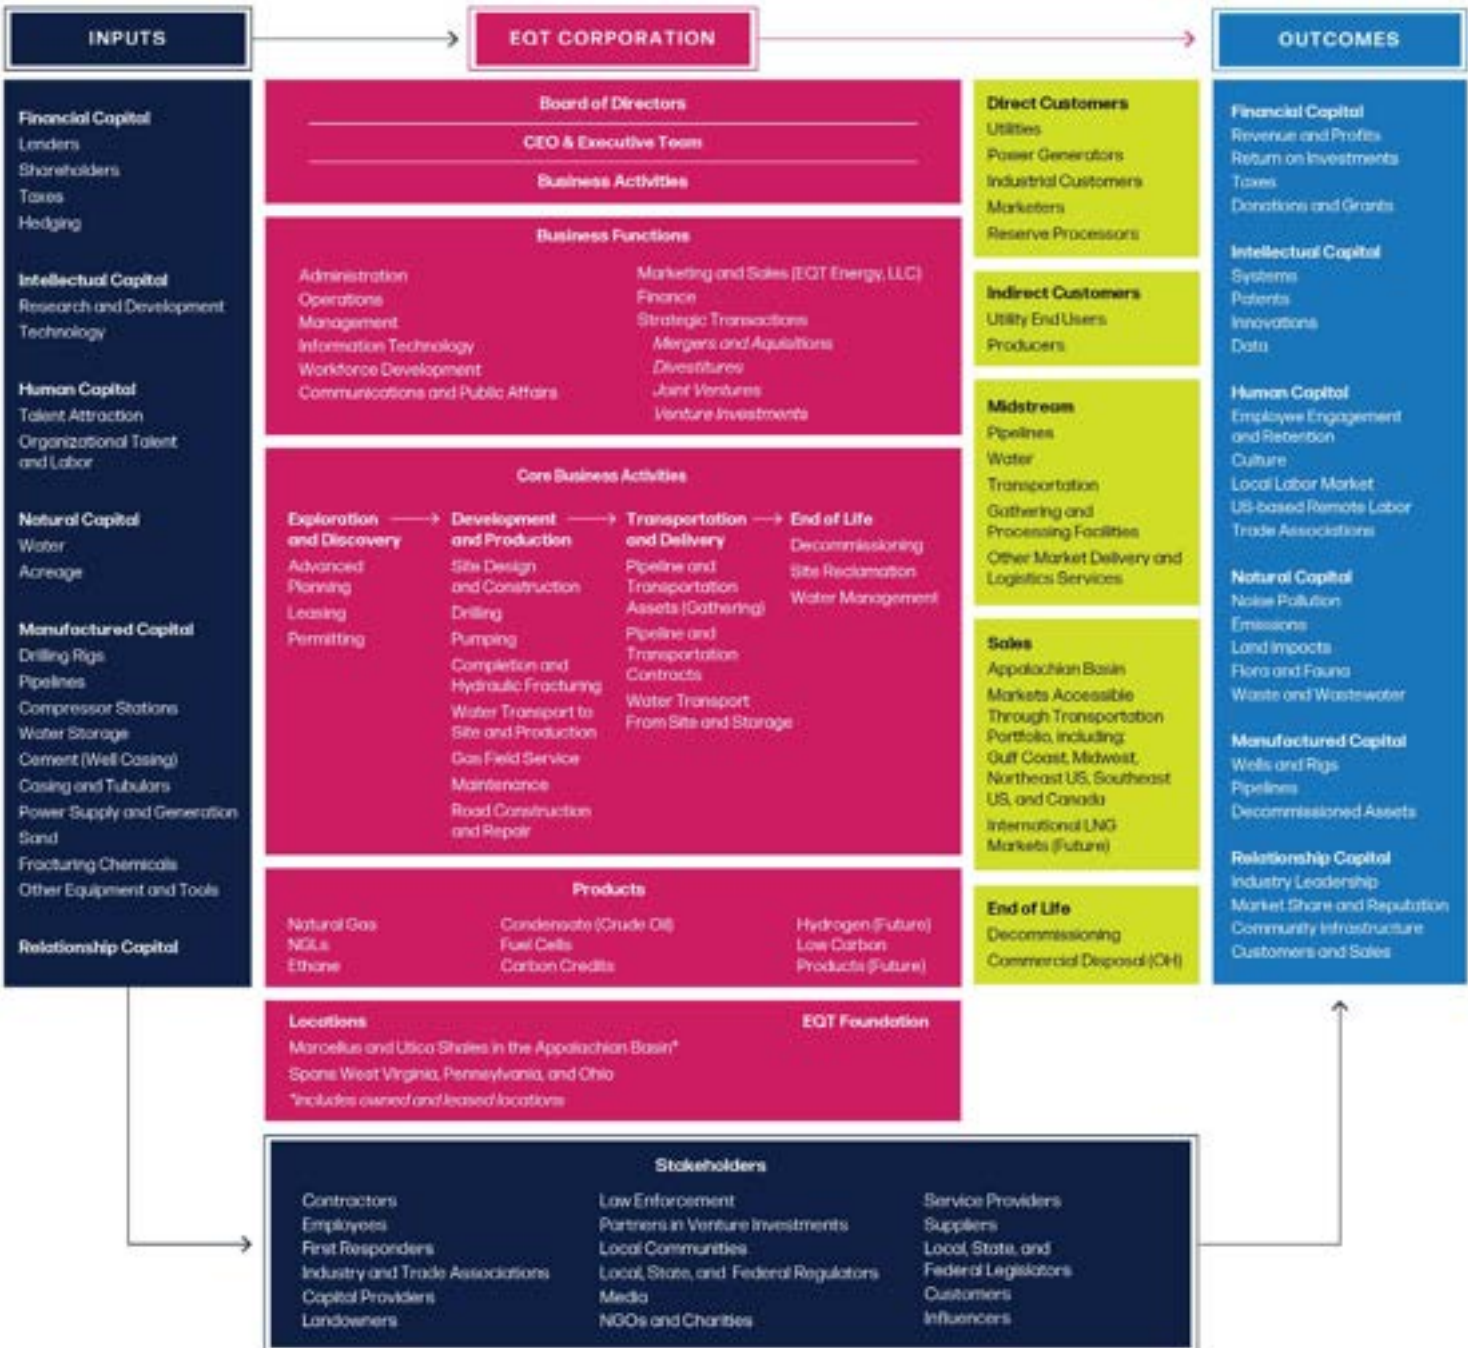 INPUTS
EQT CORPORATION
OUTCOMES
Financial Capital
Lenders
Shareholders
Taxes
Hedging
Intellectual Capital
Research and Development
Technology
Human Capital
Talent Attraction
Organizational Talent
and Labor
Natural Capital
Water
Acreage
Manufactured Capital
Drilling Rigs
Pipelines
Compressor Stations
Water Storage
Cement (Well Casing)
Casing and Tubulars
Power Supply and Generation
Sand
Fracturing Chemicals
Other Equipment and Tools
Relationship Capital
Board of Directors
CEO & Executive Team
Business Activities
Business Functions
Administration
Operations
Management
Information Technology
Workforce Development
Communications and Public Affairs
Marketing and Sales (EQT Energy, LLC)
Finance
Strategic Transactions
Mergers and Aquisitions
Divestitures
Joint Ventures
Venture Investments
Core Business Activities
Exploration
and Discovery
Advanced
Planning
Leasing
Permitting
Development
and Production
Site Design
and Construction
Drilling
Pumping
Completion and
Hydraulic Fracturing
Water Transport to
Site and Production
Gas Field Service
Maintenance
Road Construction
and Repair
Transportation
and Delivery
Pipeline and
Transportation
Assets (Gathering)
Pipeline and
Transportation
Contracts
Water Transport
From Site and Storage
End of Life
Decommissioning
Site Reclamation
Water Management
Products
Natural Gas
NGLs
Ethane
Condensate (Crude Oil)
Fuel Cells
Carbon Credits
Hydrogen (Future)
Low Carbon
Products (Future)
Locations
Marcellus and Utica Shales in the Appalachian Basin*
Spans West Virginia, Pennsylvania, and Ohio
*Includes owned and leased locations
EQT Foundation
Direct Customers
Utilities
Power Generators
Industrial Customers
Marketers
Reserve Processors
Indirect Customers
Utility End Users
Producers
Midstream
Pipelines
Water
Transportation
Gathering and
Processing Facilities
Other Market Delivery and
Logistics Services
Sales
Appalachian Basin
Markets Accessible
Through Transportation
Portfolio, including:
Gulf Coast, Midwest,
Northeast US, Southeast
US, and Canada
International LNG
Markets (Future)
End of Life
Decommissioning
Commercial Disposal (OH)
Financial Capital
Revenue and Profits
Return on Investments
Taxes
Donations and Grants
Intellectual Capital
Systems
Patents
Innovations
Data
Human Capital
Employee Engagement
and Retention
Culture
Local Labor Market
US-based Remote Labor
Trade Associations
Natural Capital
Noise Pollution
Emissions
Land Impacts
Flora and Fauna
Waste and Wastewater
Manufactured Capital
Wells and Rigs
Pipelines
Decommissioned Assets
Relationship Capital
Industry Leadership
Market Share and Reputation
Community Infrastructure
Customers and Sales
Stakeholders
Contractors
Employees
First Responders
Industry and Trade Associations
Capital Providers
Landowners
Law Enforcement
Partners in Venture Investments
Local Communities
Local, State, and Federal Regulators
Media
NGOs and Charities
Service Providers
Suppliers
Local, State, and
Federal Legislators
Customers
Influencers